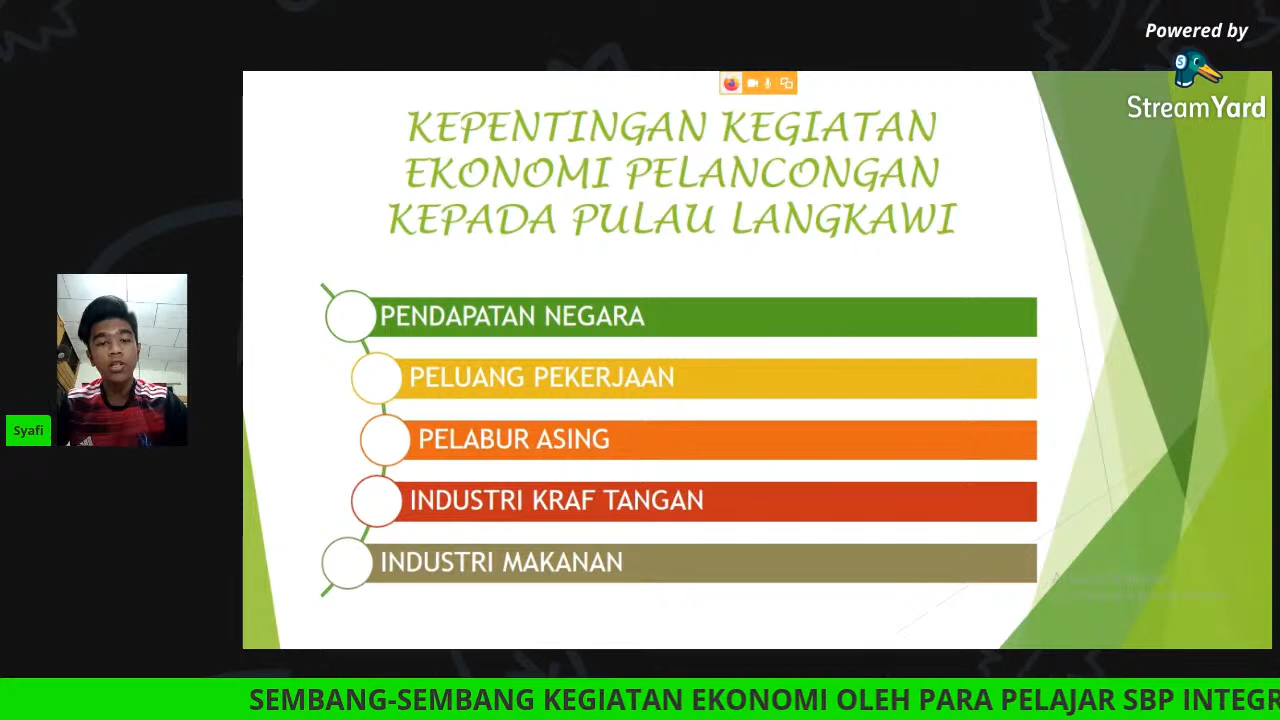 Powered by
StreamYard
KEPENTINGAN KEGIATAN
EKONOMI PELANCONGAN
KEPADA PULAU LANGKAWI
PENDAPATAN NEGARA
PELUANG PEKERJAAN
PELABUR ASING
INDUSTRI KRAF TANGAN
INDUSTRI MAKANAN
Syafi
SEMBANG-SEMBANG KEGIATAN EKONOMI OLEH PARA PELAJAR SBP INTEGR